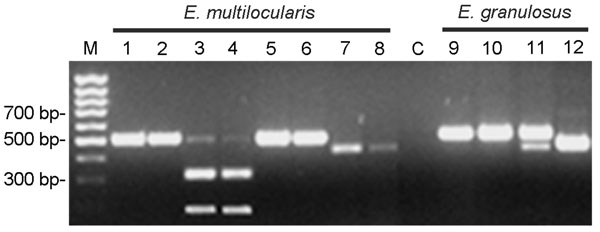 E. multilocularis E. granulosus
M 1 2 3 4 5 6 7 8 C 9 10 11 12
700 bp-
500 bp-
300 bp-